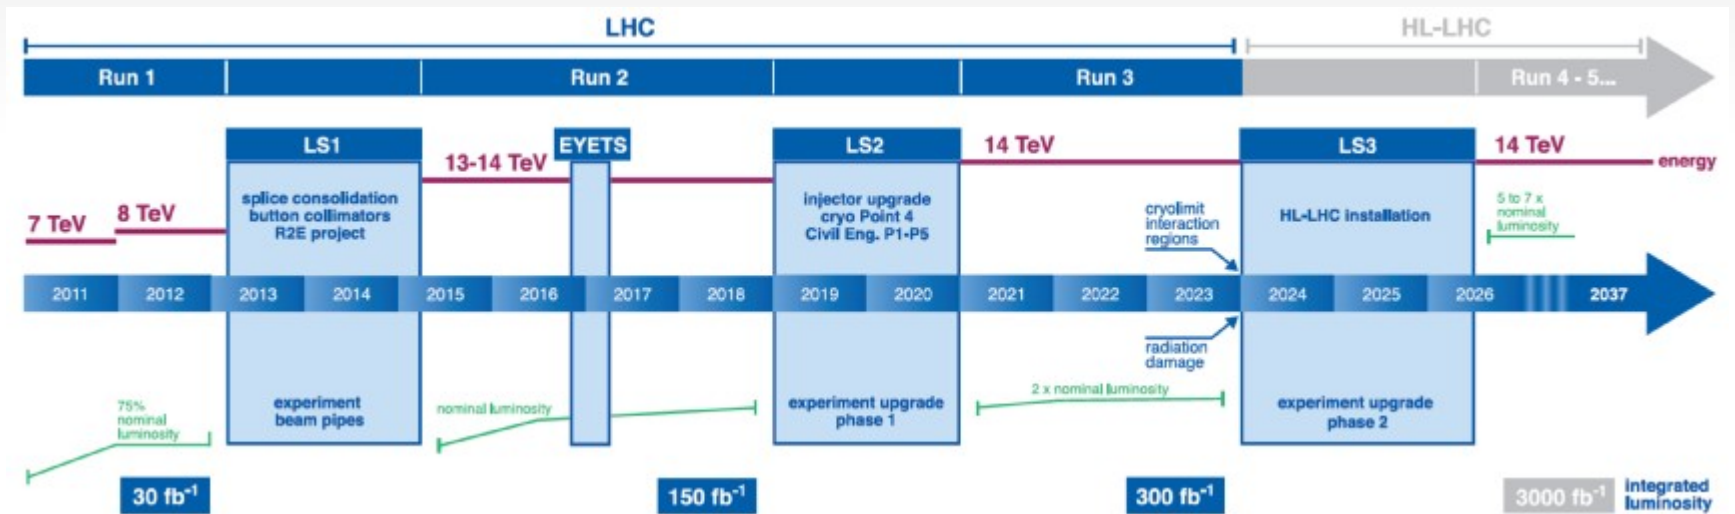 LHC
HL-LHC
Run 1
Run 2
Run 3
Run 4 - 5...
LS1
EYETS
LS2
LS3
7 TeV
8 TeV
13-14 TeV
14 TeV
14 TeV
energy
splice consolidation
button collimators
R2E project
injector upgrade
cryo Point 4
Civil Eng. P1-P5
cryolimit
interaction
regions
HL-LHC installation
5 to 7 x
nominal
luminosity
2011
2012
2013
2014
2015
2016
2017
2018
2019
2020
2021
2022
2023
2024
2025
2026
2037
radiation
damage
75%
nominal
luminosity
experiment
beam pipes
nominal luminosity
experiment upgrade
phase 1
2 x nominal luminosity
experiment upgrade
phase 2
30 fb⁻¹
150 fb⁻¹
300 fb⁻¹
3000 fb⁻¹
integrated
luminosity